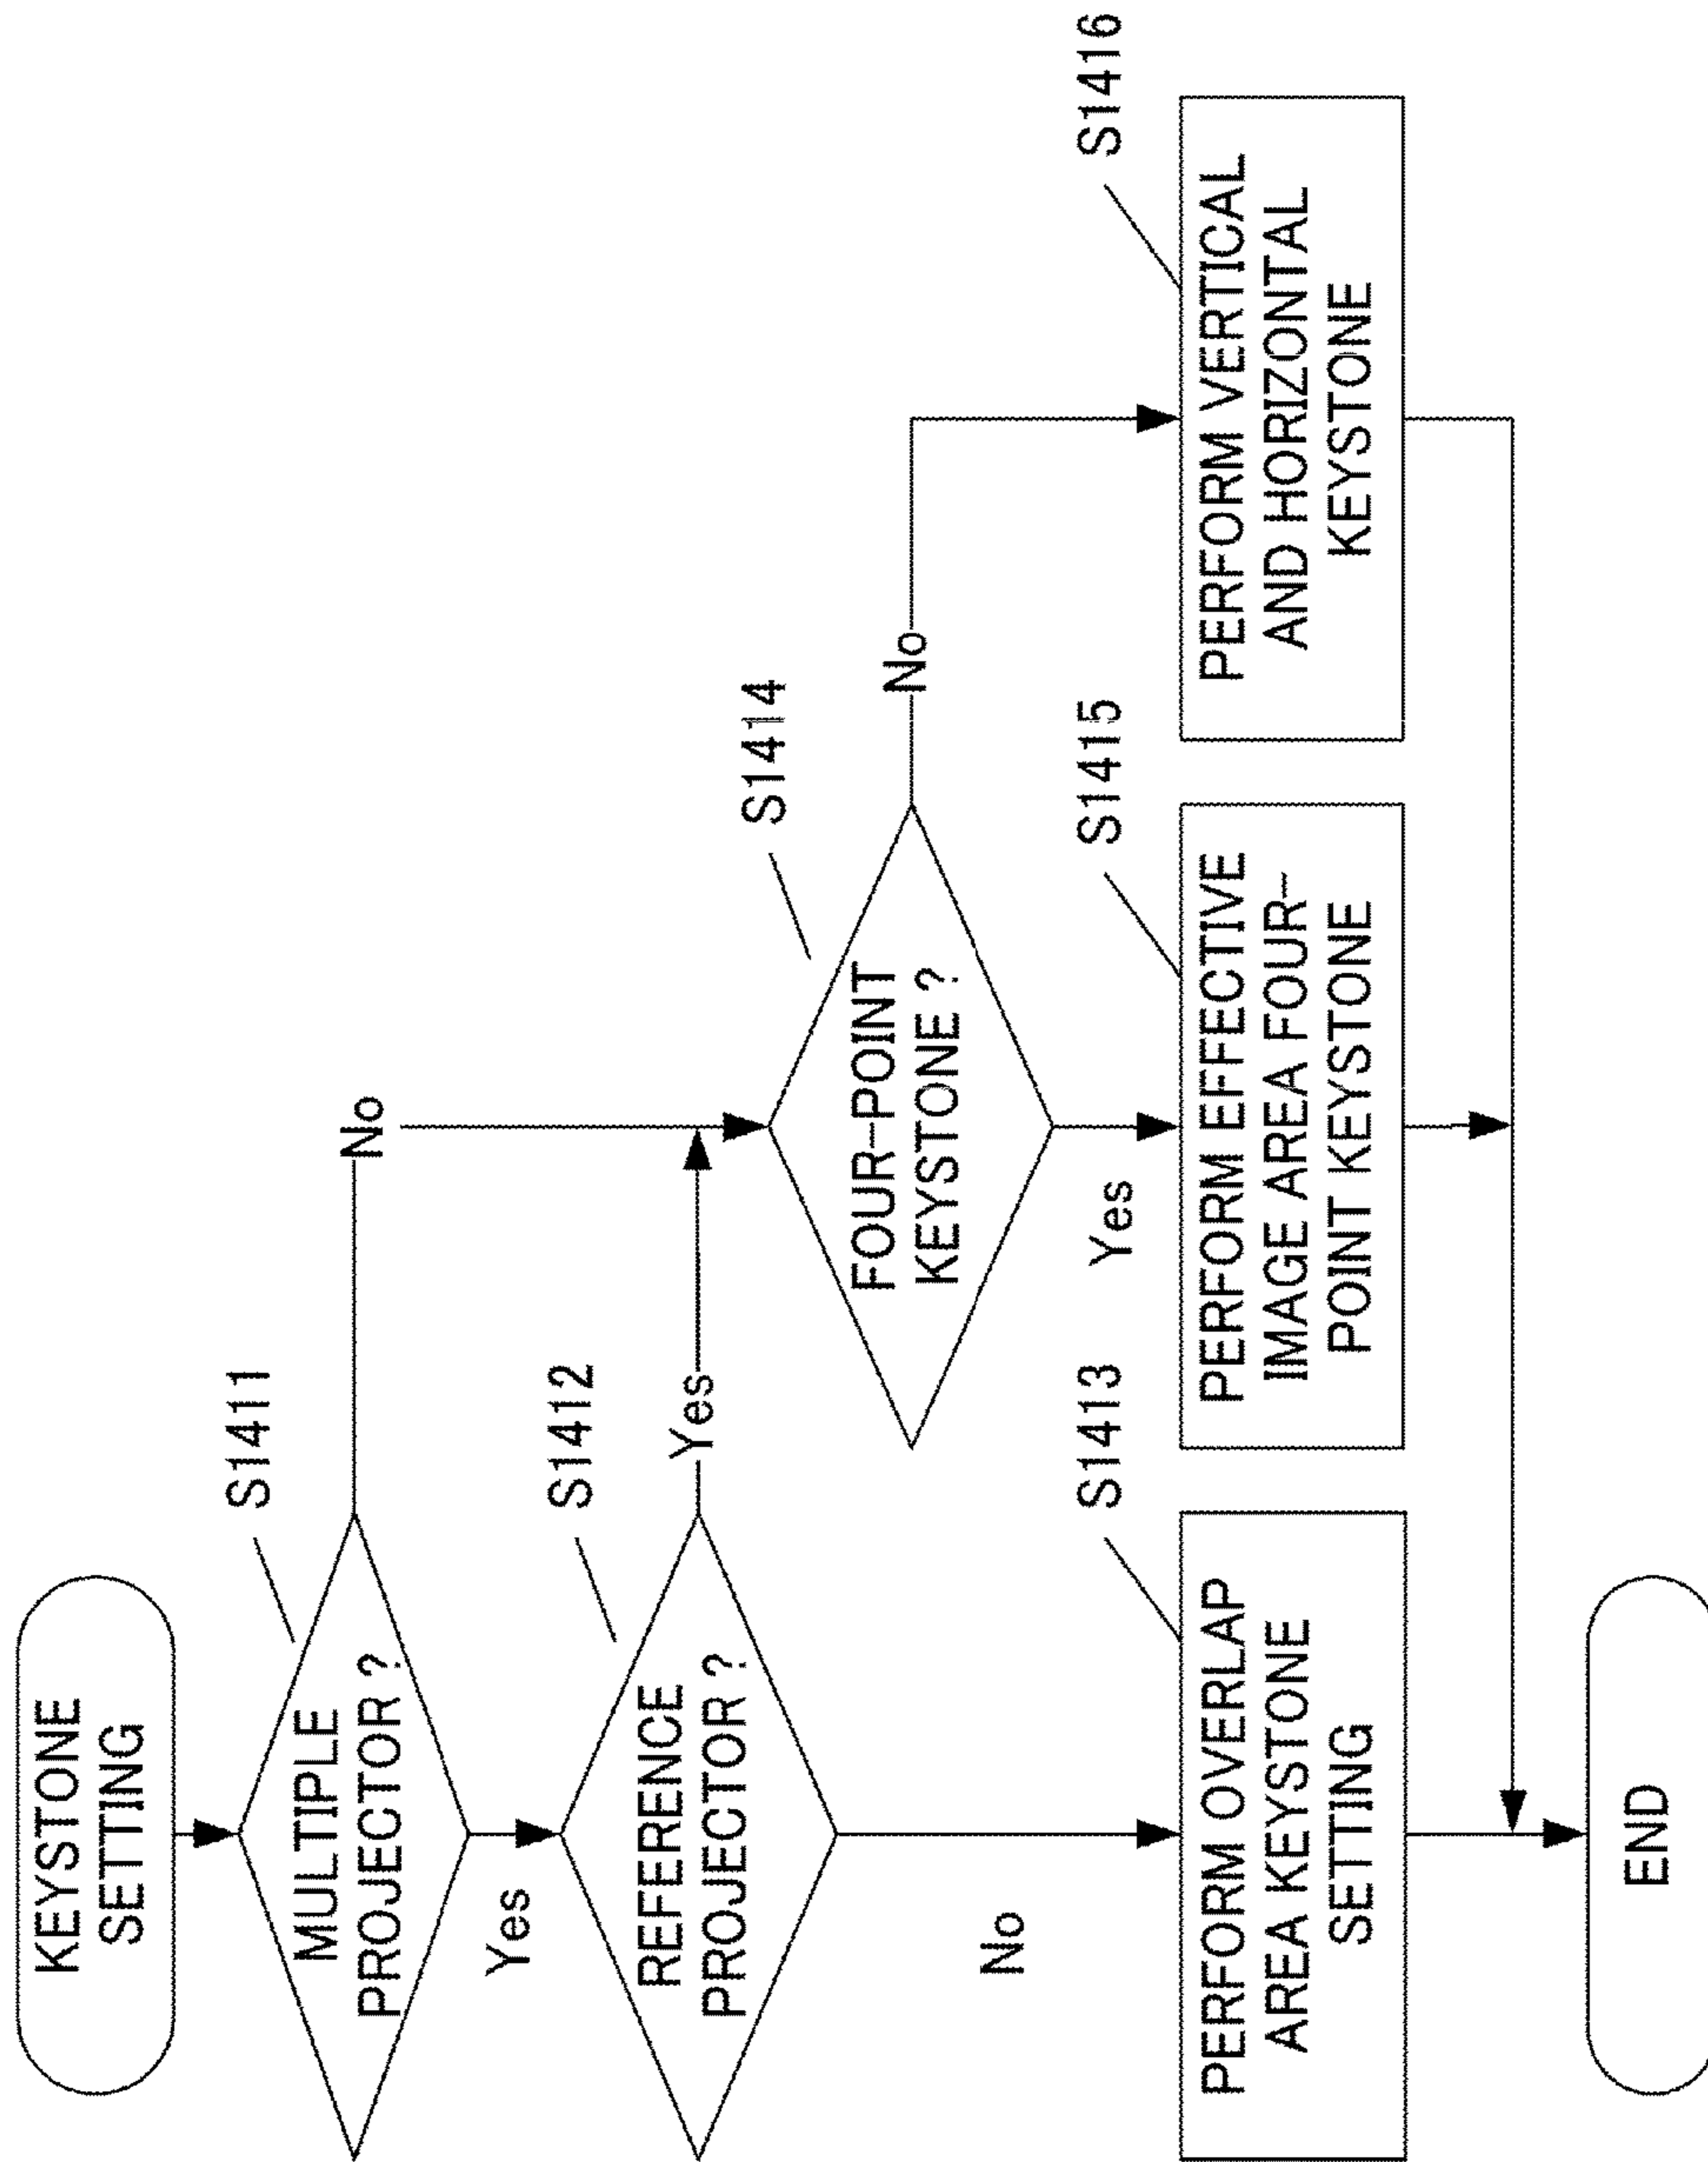 KEYSTONE
SETTING
S1411
MULTIPLE
PROJECTOR ?
No
Yes
S1412
REFERENCE
PROJECTOR ?
Yes
No
S1414
FOUR-POINT
KEYSTONE ?
No
Yes
S1413
PERFORM OVERLAP
AREA KEYSTONE
SETTING
S1415
PERFORM EFFECTIVE
IMAGE AREA FOUR-
POINT KEYSTONE
S1416
PERFORM VERTICAL
AND HORIZONTAL
KEYSTONE
END